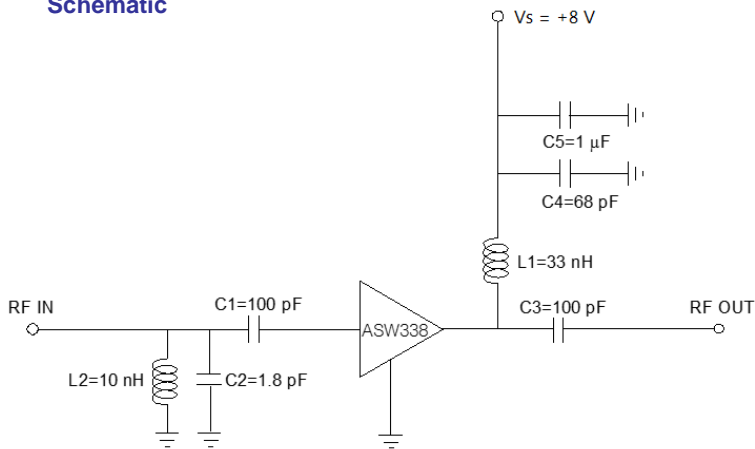 Schematic
Vs = +8 V
C5=1 μF
C4=68 pF
L1=33 nH
RF IN
C1=100 pF
ASW338
C3=100 pF
RF OUT
L2=10 nH
C2=1.8 pF